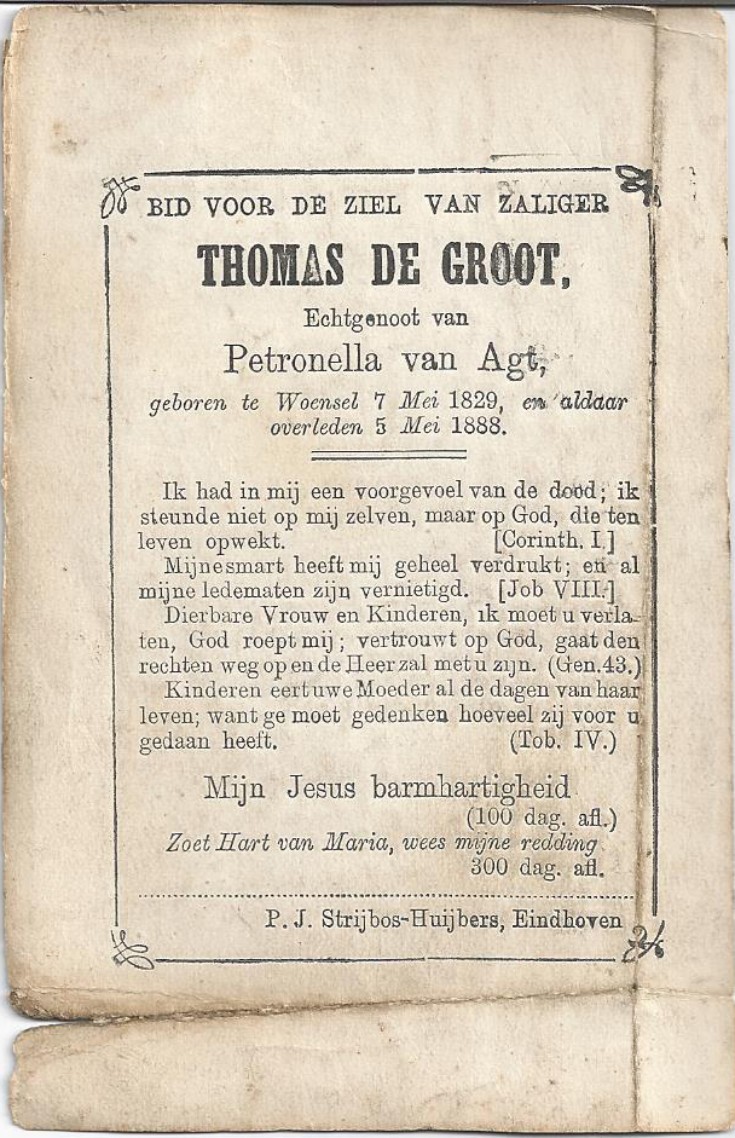 BID VOOR DE ZIEL VAN ZALIGER
THOMAS DE GROOT,
Echtgenoot van
Petronella van Agt,
geboren te Woensel 7 Mei 1829, en aldaar
overleden 5 Mei 1888.
Ik had in mij een voorgevoel van de dood; ik
steunde niet op mij zelven, maar op God, die ten
leven opwekt. [Corinth. I.]
Mijne smart heeft mij geheel verdrukt; en al
mijne ledematen zijn vernietigd. [Job VIII.]
Dierbare Vrouw en Kinderen, ik moet u verla-
ten, God roept mij; vertrouwt op God, gaat den
rechten weg op en de Heer zal met u zijn. (Gen. 43.)
Kinderen eert uwe Moeder al de dagen van haar
leven; want ge moet gedenken hoeveel zij voor u
gedaan heeft. (Tob. IV.)
Mijn Jesus barmhartigheid
(100 dag. afl.)
Zoet Hart van Maria, wees mijne redding
300 dag. afl.
P. J. Strijbos-Huijbers, Eindhoven